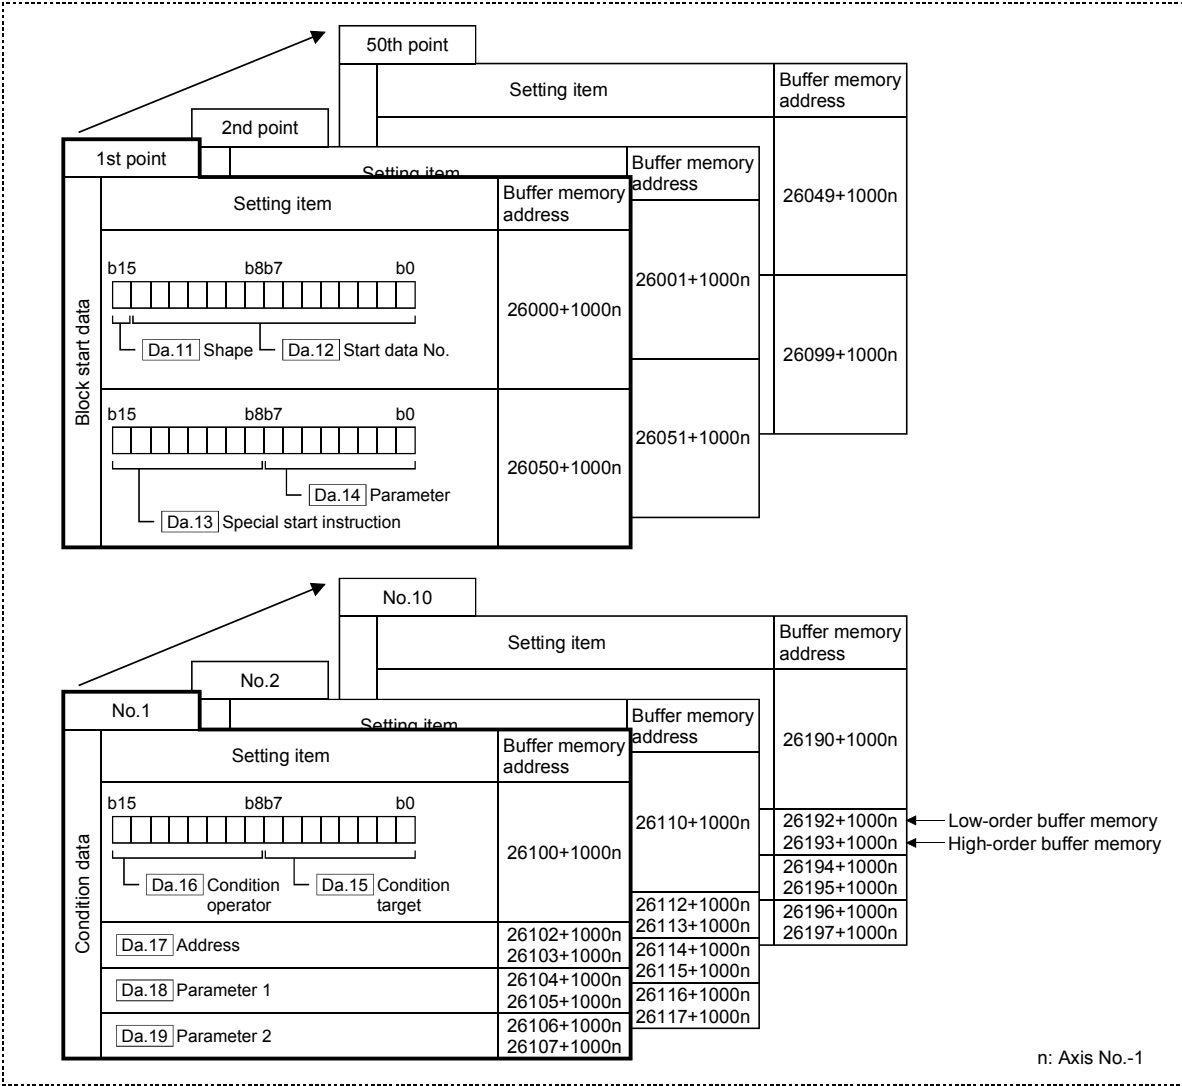 50th point
Setting item
Buffer memory
address
26049+1000n
26099+1000n
2nd point
Setting item
Buffer memory
address
26001+1000n
26051+1000n
1st point
Block start data
Setting item
Buffer memory
address
b15 b8b7 b0
Da.11 Shape Da.12 Start data No.
26000+1000n
b15 b8b7 b0
Da.14 Parameter
Da.13 Special start instruction
26050+1000n
No.10
Setting item
Buffer memory
address
26190+1000n
26192+1000n Low-order buffer memory
26193+1000n High-order buffer memory
26194+1000n
26195+1000n
26196+1000n
26197+1000n
No.2
Setting item
Buffer memory
address
26110+1000n
26112+1000n
26113+1000n
26114+1000n
26115+1000n
26116+1000n
26117+1000n
No.1
Condition data
Setting item
Buffer memory
address
b15 b8b7 b0
Da.16 Condition
operator
Da.15 Condition
target
26100+1000n
Da.17 Address
26102+1000n
26103+1000n
Da.18 Parameter 1
26104+1000n
26105+1000n
Da.19 Parameter 2
26106+1000n
26107+1000n
n: Axis No.-1